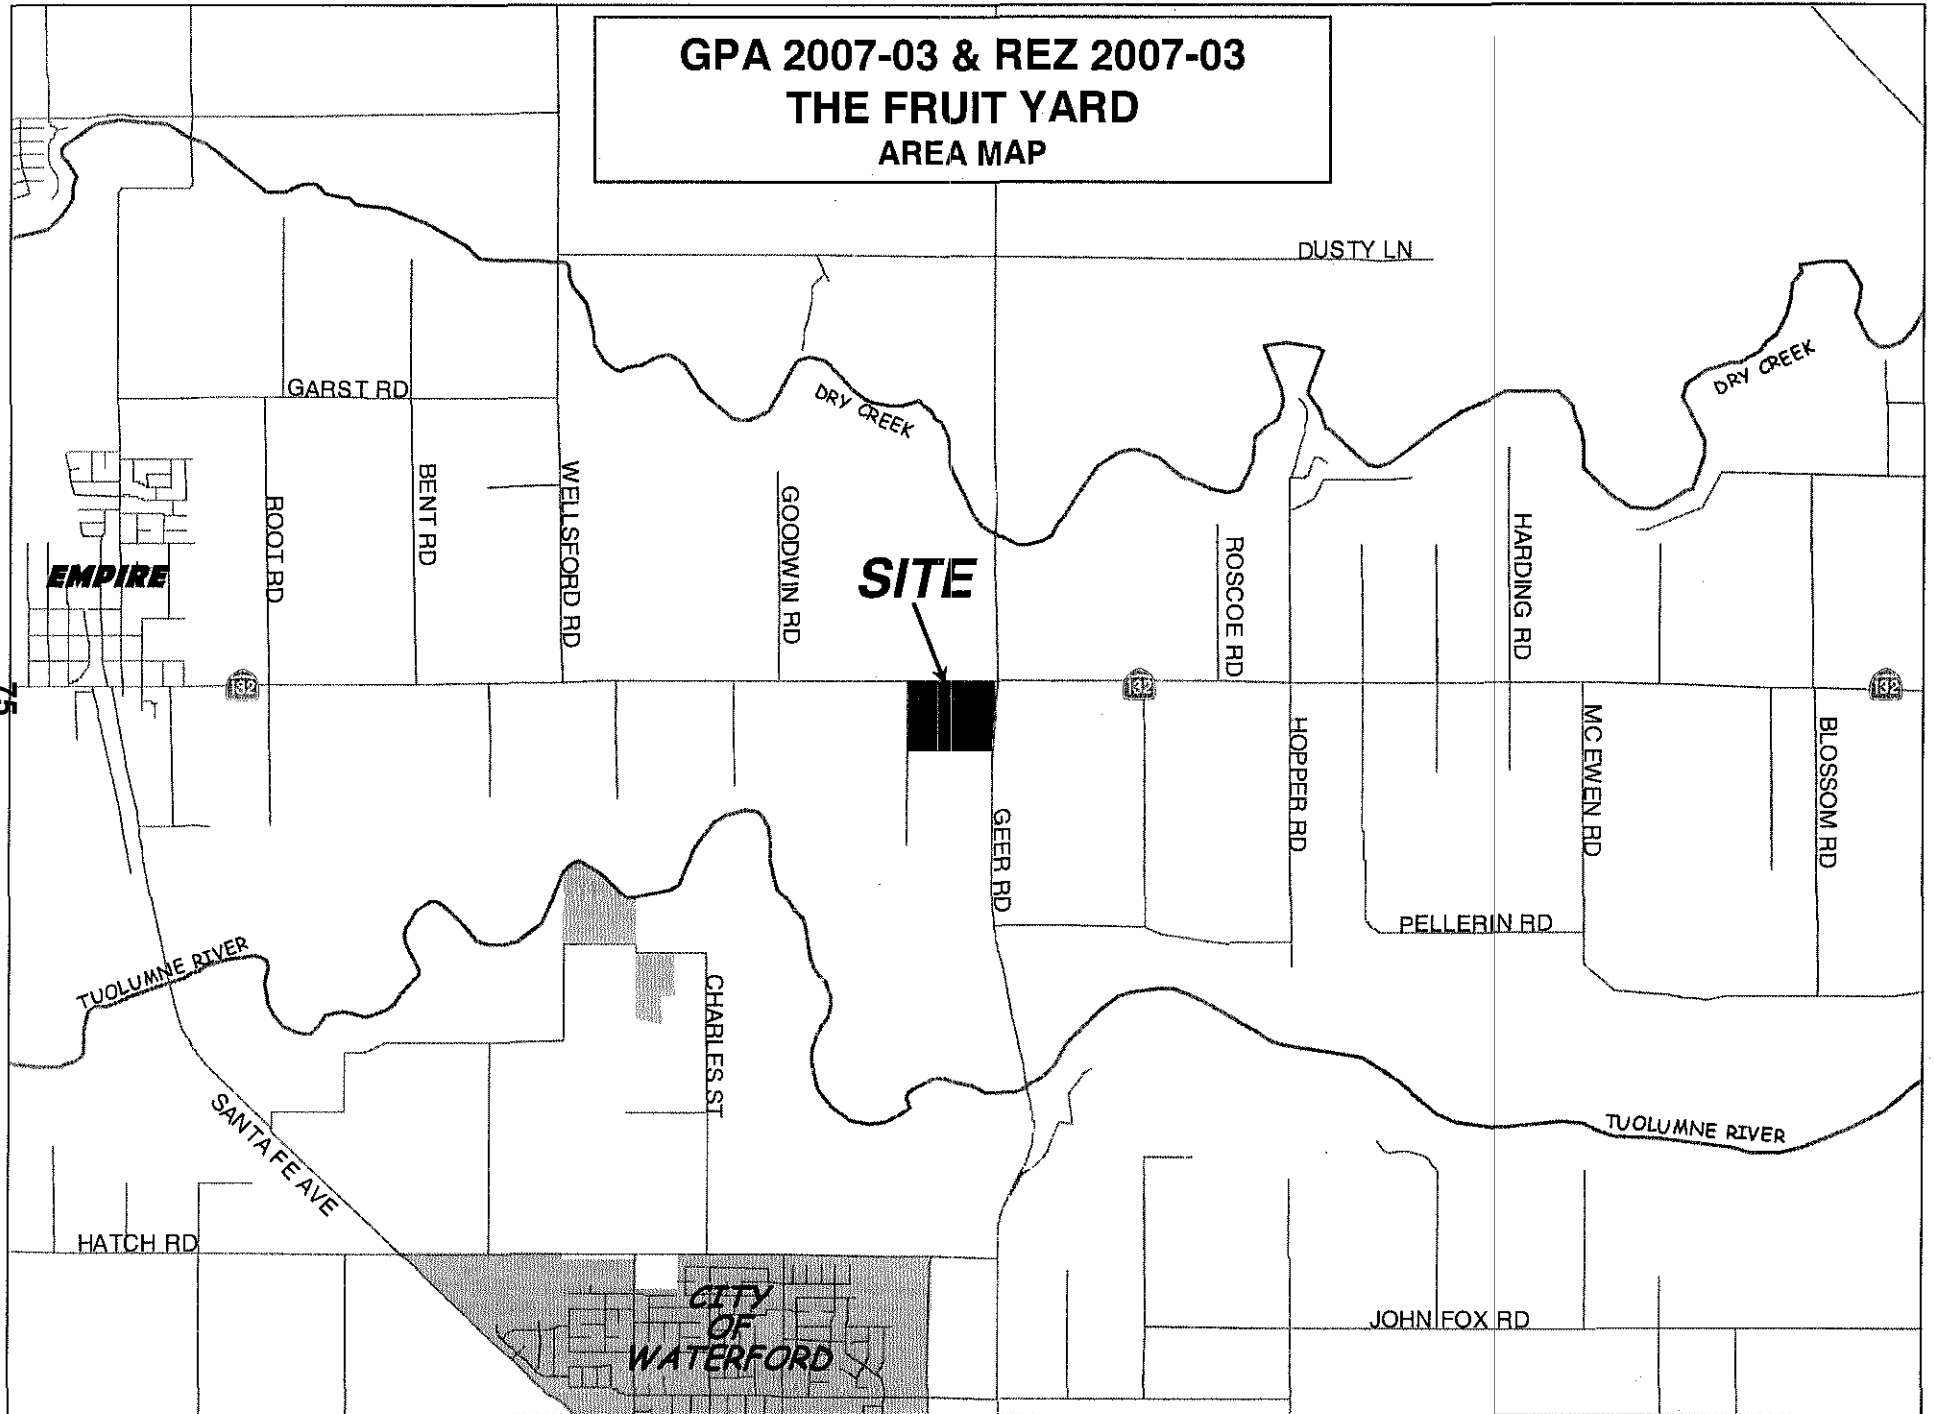 GPA 2007-03 & REZ 2007-03
THE FRUIT YARD
AREA MAP
DUSTY LN
DRY CREEK
GARST RD
DRY CREEK
ROOT RD
BENT RD
WELLSFORD RD
GOODWIN RD
SITE
ROSCOE RD
HARDING RD
EMPIRE
132
132
132
75
GEER RD
HOPPER RD
MC EWEN RD
BLOSSOM RD
PELLERIN RD
TUOLUMNE RIVER
CHARLES ST
SANTA FE AVE
TUOLUMNE RIVER
HATCH RD
CITY
OF
WATERFORD
JOHN FOX RD